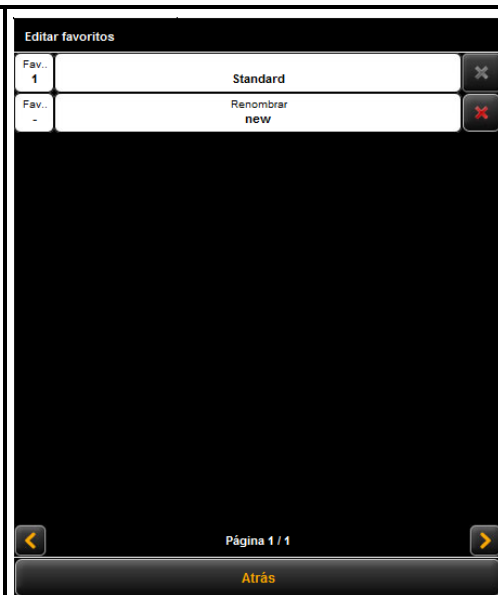 Editar favoritos
Fav..
1
Standard
Fav..
-
Renombrar
new
Página 1 / 1
Atrás